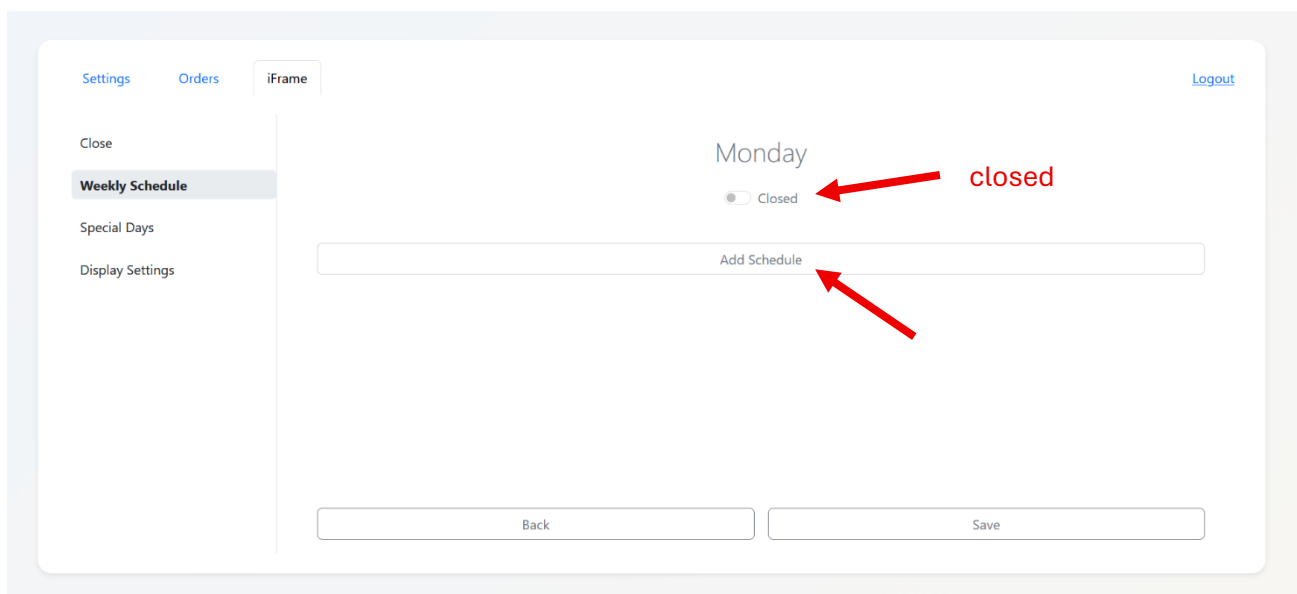 Settings Orders iFrame Logout
Close
Weekly Schedule
Special Days
Display Settings
Monday
Closed
closed
Add Schedule
Back Save